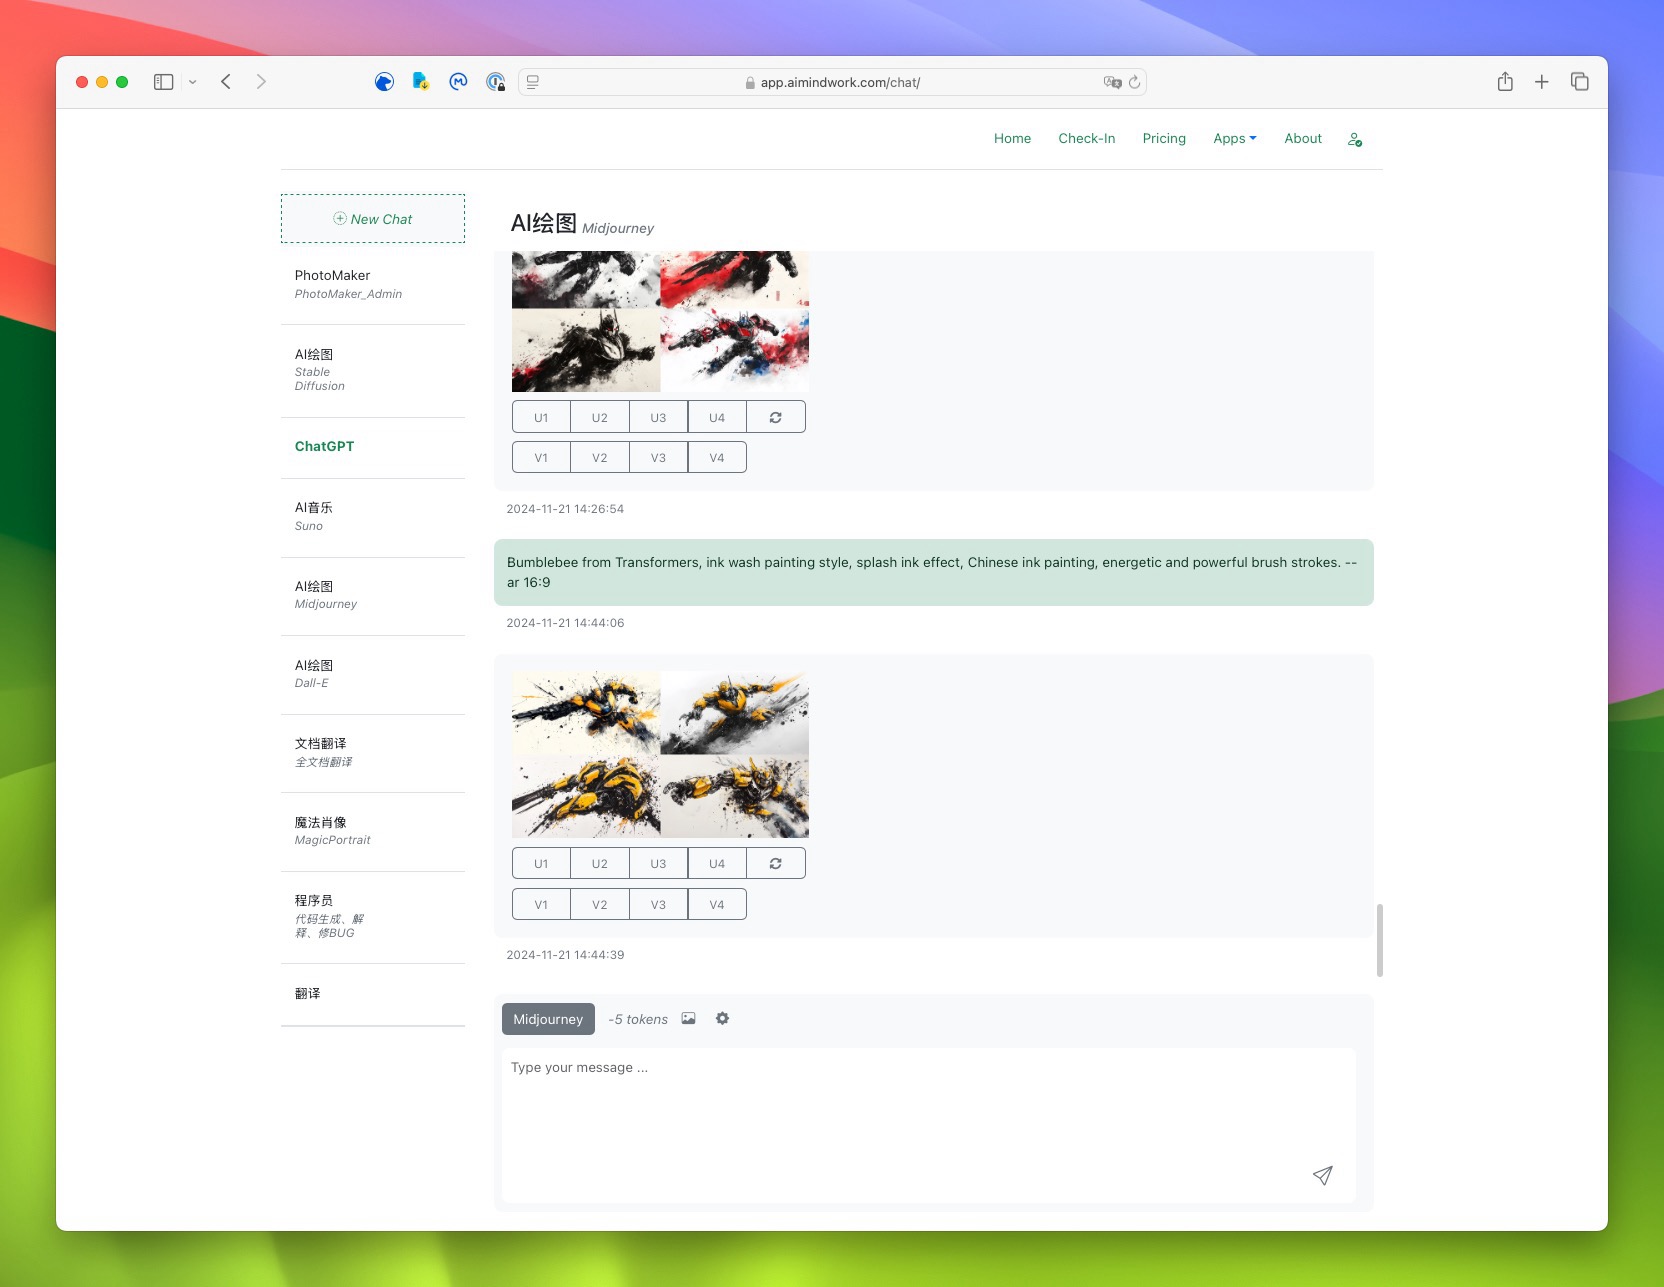 app.aimindwork.com/chat/
Home Check-In Pricing Apps About
New Chat
PhotoMaker
PhotoMaker_Admin
AI绘图
Stable
Diffusion
ChatGPT
AI音乐
Suno
AI绘图
Midjourney
AI绘图
Dall-E
文档翻译
全文档翻译
魔法肖像
MagicPortrait
程序员
代码生成、解
释、修BUG
翻译
AI绘图 Midjourney
U1 U2 U3 U4
V1 V2 V3 V4
2024-11-21 14:26:54
Bumblebee from Transformers, ink wash painting style, splash ink effect, Chinese ink painting, energetic and powerful brush strokes. --
ar 16:9
2024-11-21 14:44:06
U1 U2 U3 U4
V1 V2 V3 V4
2024-11-21 14:44:39
Midjourney -5 tokens
Type your message ...